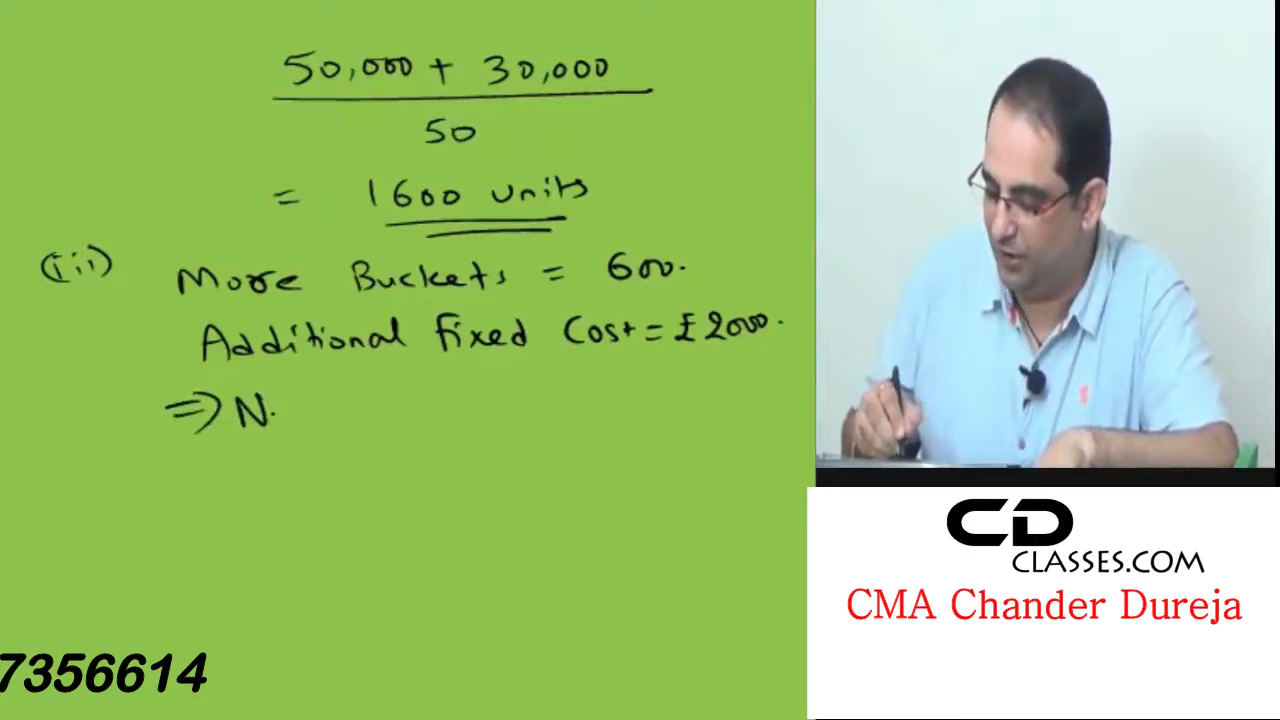 50,000 + 30,000
50
= 1600 units
(iii) More Buckets = 600.
Additional Fixed Cost = £2000.
⇒ N.
CD
CLASSES.COM
CMA Chander Dureja
7356614